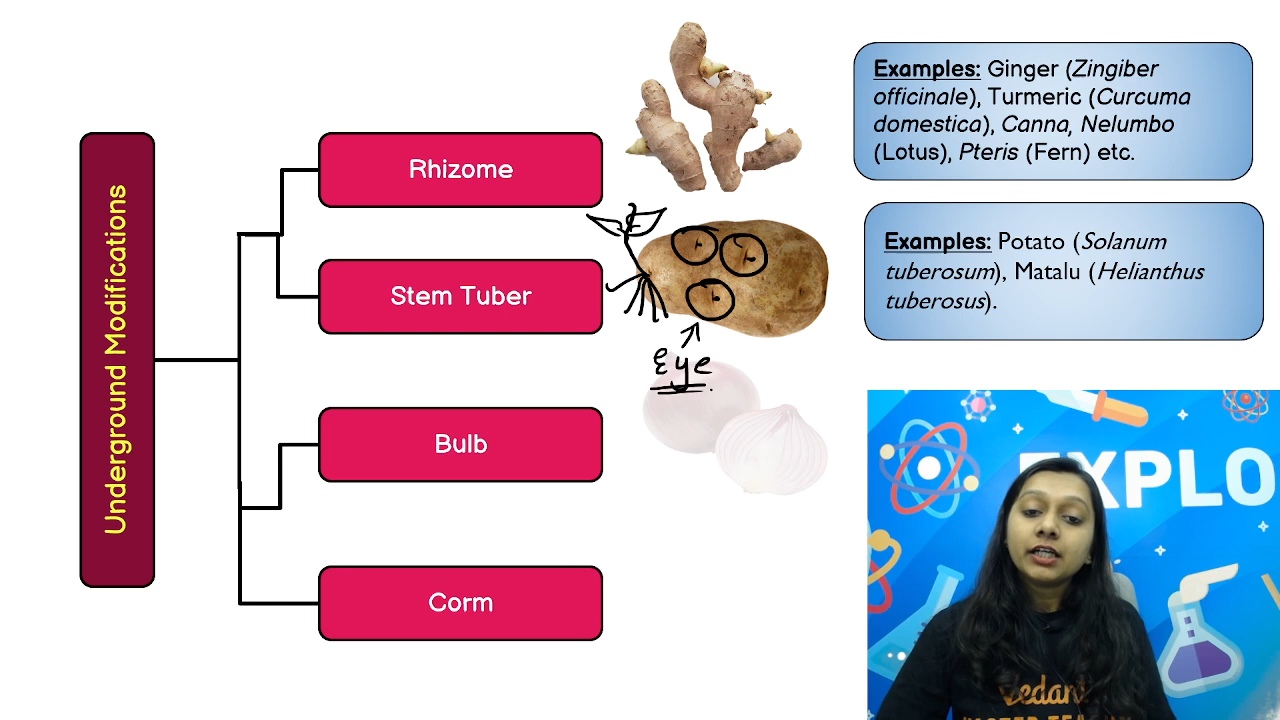 Underground Modifications
Rhizome
Stem Tuber
Bulb
Corm
Examples: Ginger (Zingiber
officinale), Turmeric (Curcuma
domestica), Canna, Nelumbo
(Lotus), Pteris (Fern) etc.
Examples: Potato (Solanum
tuberosum), Matalu (Helianthus
tuberosus).
Eye
EXPLO